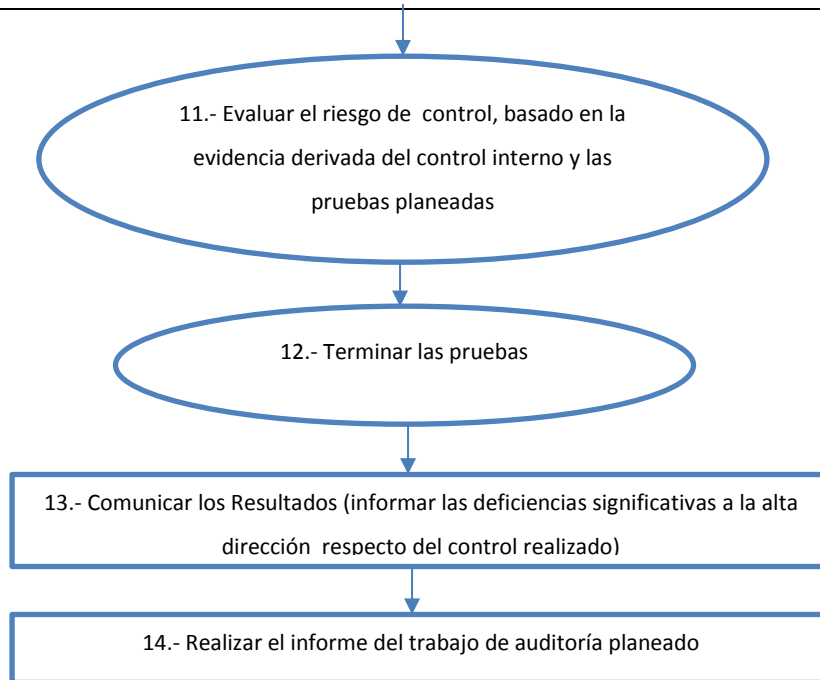 11.- Evaluar el riesgo de  control, basado en la
evidencia derivada del control interno y las
pruebas planeadas
12.- Terminar las pruebas
13.- Comunicar los Resultados (informar las deficiencias significativas a la alta
dirección  respecto del control realizado)
14.- Realizar el informe del trabajo de auditoría planeado